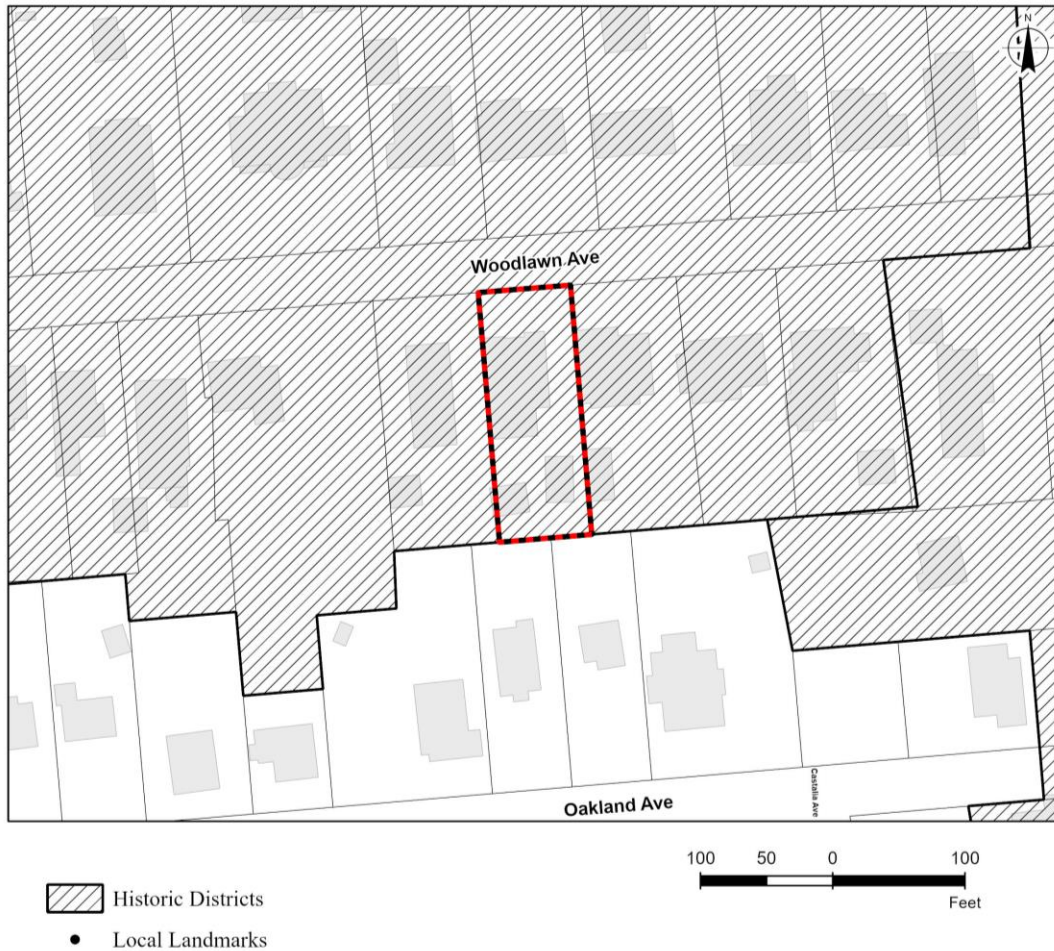 N
Woodlawn Ave
Oakland Ave
Castalia Ave
100 50 0 100
Feet
Historic Districts
Local Landmarks